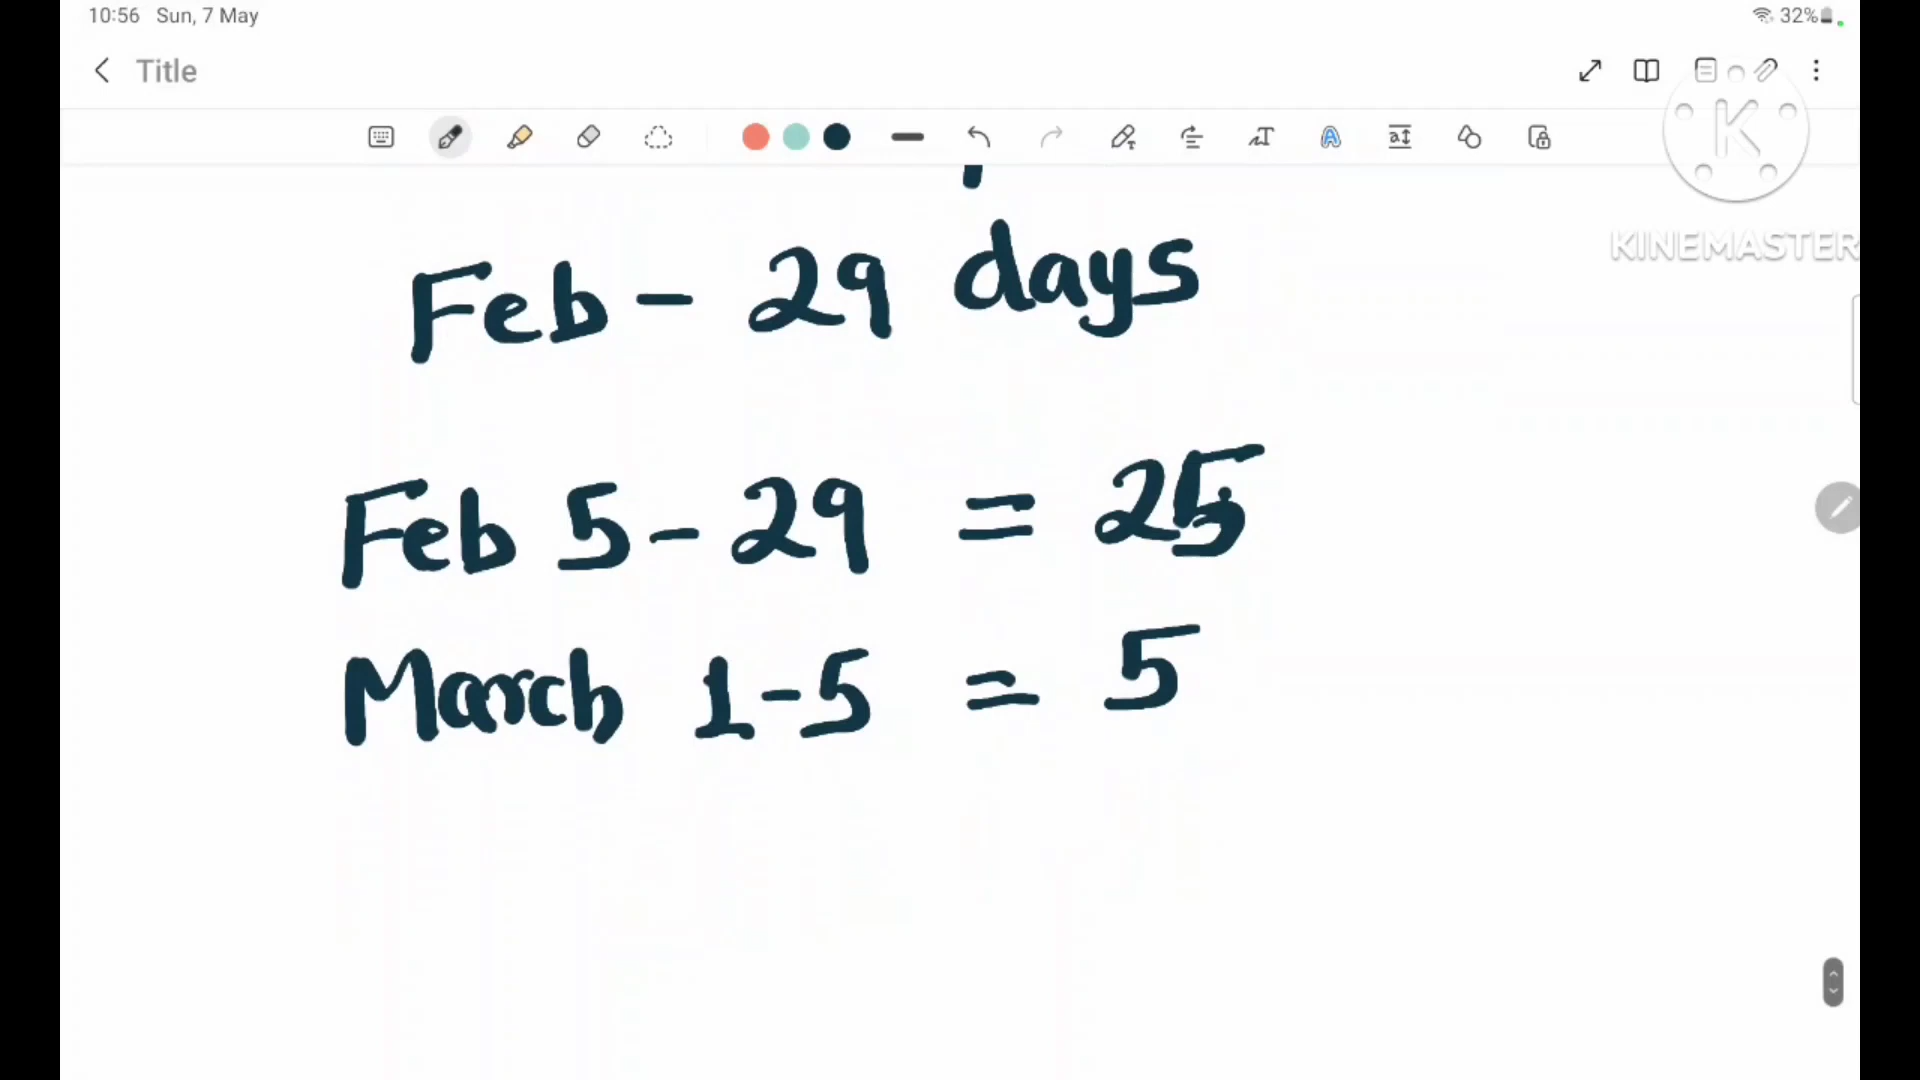 10:56 Sun, 7 May 32%
Title
K
KINEMASTER
Feb - 29 days
Feb 5 - 29 = 25
March 1 - 5 = 5